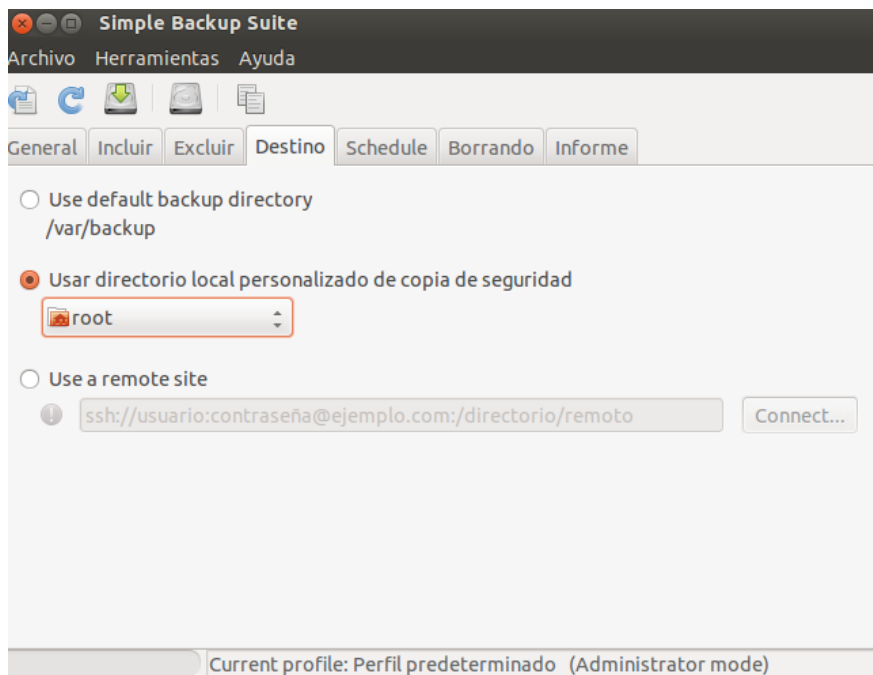 Simple Backup Suite
Archivo Herramientas Ayuda
General Incluir Excluir Destino Schedule Borrando Informe
Use default backup directory
/var/backup
Usar directorio local personalizado de copia de seguridad
root
Use a remote site
ssh://usuario:contraseña@ejemplo.com:/directorio/remoto Connect...
Current profile: Perfil predeterminado (Administrator mode)